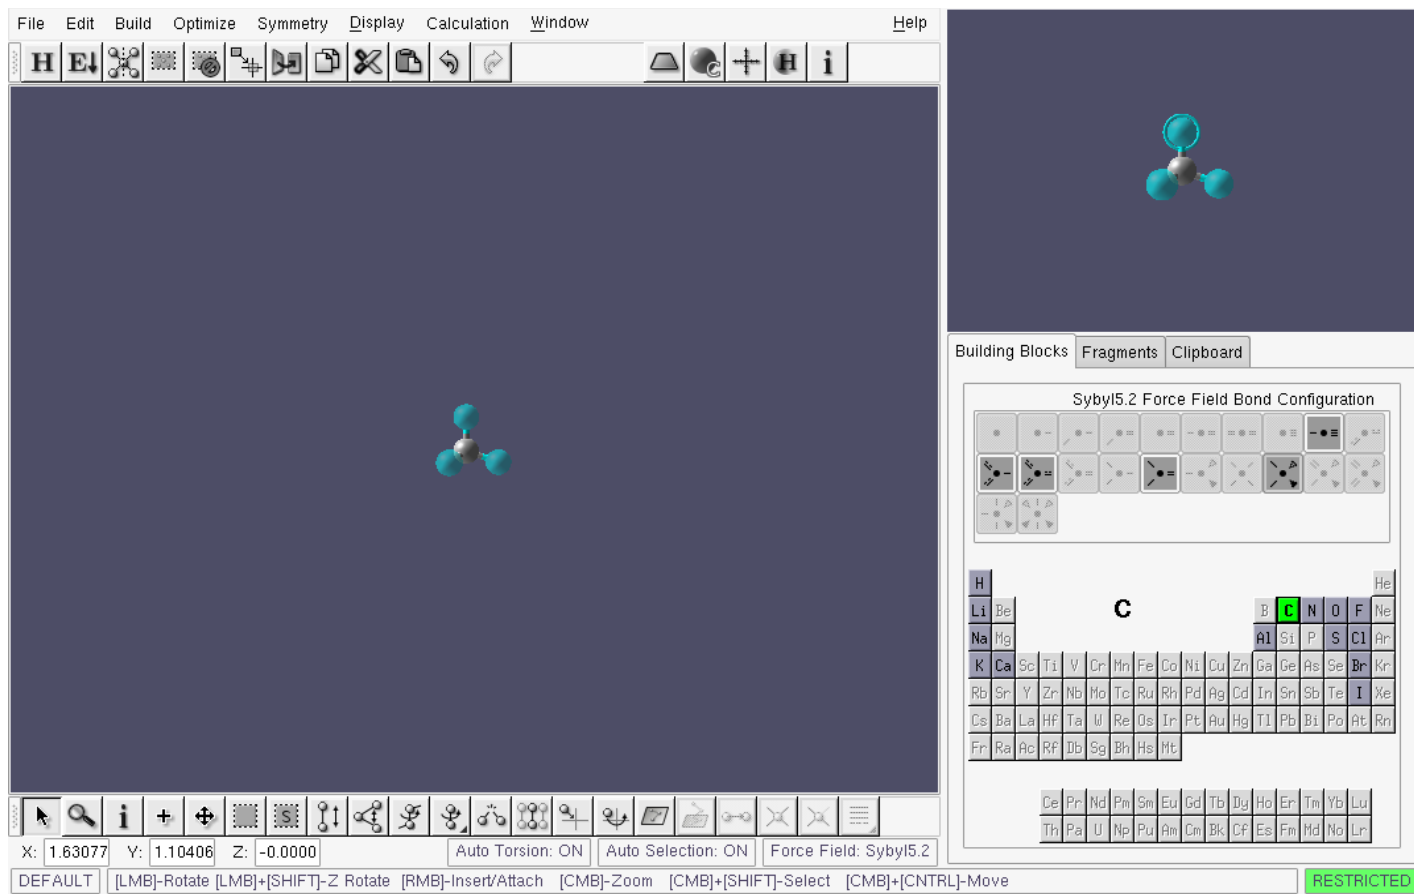 File Edit Build Optimize Symmetry Display Calculation Window Help
H E C H i
Building Blocks Fragments Clipboard
Sybyl5.2 Force Field Bond Configuration
H He
Li Be C B C N O F Ne
Na Mg Al Si P S Cl Ar
K Ca Sc Ti V Cr Mn Fe Co Ni Cu Zn Ga Ge As Se Br Kr
Rb Sr Y Zr Nb Mo Tc Ru Rh Pd Ag Cd In Sn Sb Te I Xe
Cs Ba La Hf Ta W Re Os Ir Pt Au Hg Tl Pb Bi Po At Rn
Fr Ra Ac Rf Db Sg Bh Hs Mt
Ce Pr Nd Pm Sm Eu Gd Tb Dy Ho Er Tm Yb Lu
Th Pa U Np Pu Am Cm Bk Cf Es Fm Md No Lr
i S
X: 1.63077 Y: 1.10406 Z: -0.0000 Auto Torsion: ON Auto Selection: ON Force Field: Sybyl5.2
DEFAULT [LMB]-Rotate [LMB]+[SHIFT]-Z Rotate [RMB]-Insert/Attach [CMB]-Zoom [CMB]+[SHIFT]-Select [CMB]+[CNTRL]-Move RESTRICTED